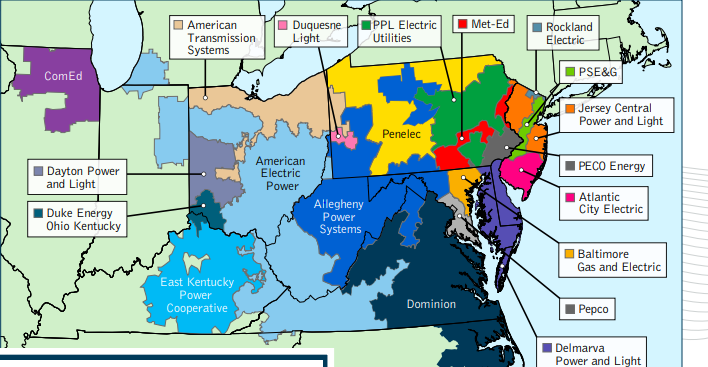 American
Transmission
Systems
Duquesne
Light
PPL Electric
Utilities
Met-Ed
Rockland
Electric
ComEd
PSE&G
Jersey Central
Power and Light
Penelec
American
Electric
Power
PECO Energy
Dayton Power
and Light
Atlantic
City Electric
Duke Energy
Ohio Kentucky
Allegheny
Power
Systems
Baltimore
Gas and Electric
East Kentucky
Power
Cooperative
Dominion
Pepco
Delmarva
Power and Light